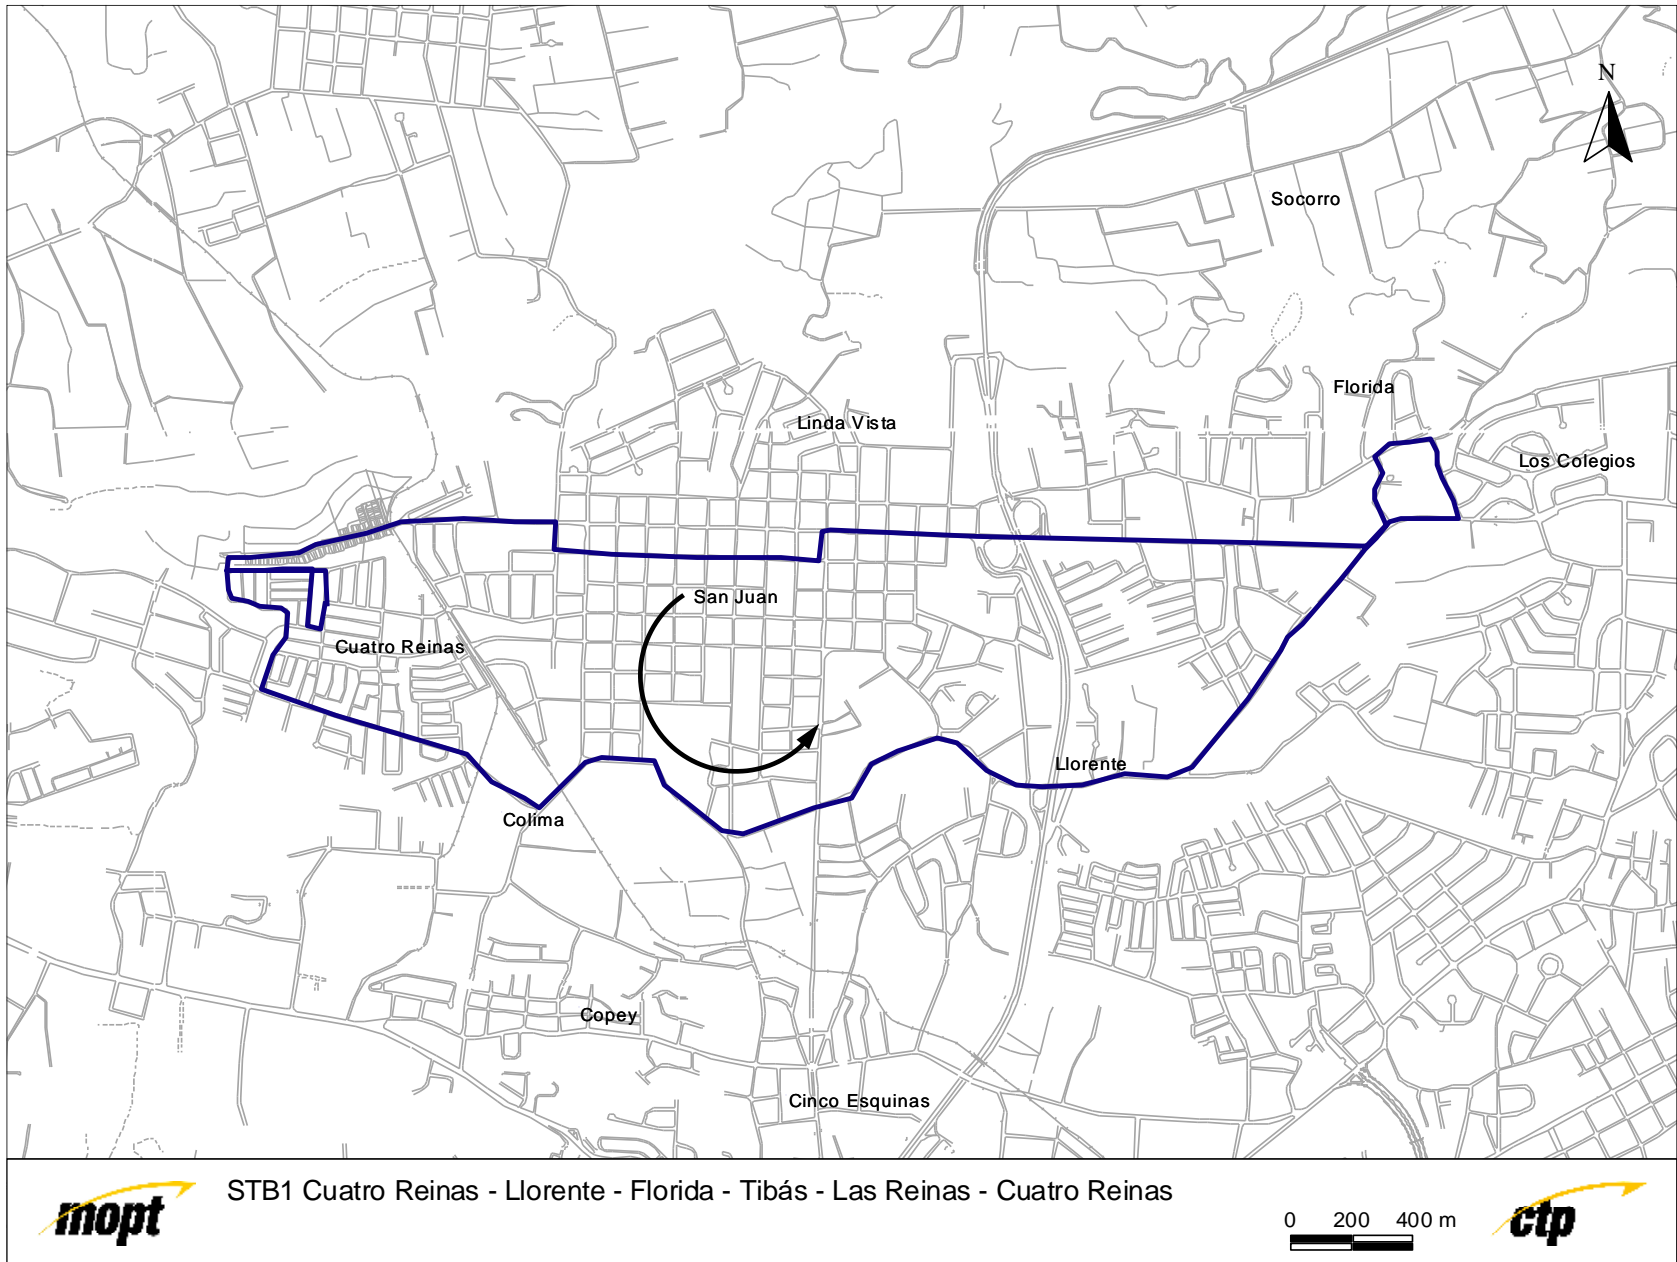 N
Socorro
Florida
Linda Vista
Los Colegios
San Juan
Cuatro Reinas
Llorente
Colima
Copey
Cinco Esquinas
mopt
STB1 Cuatro Reinas - Llorente - Florida - Tibás - Las Reinas - Cuatro Reinas
0 200 400 m
ctp